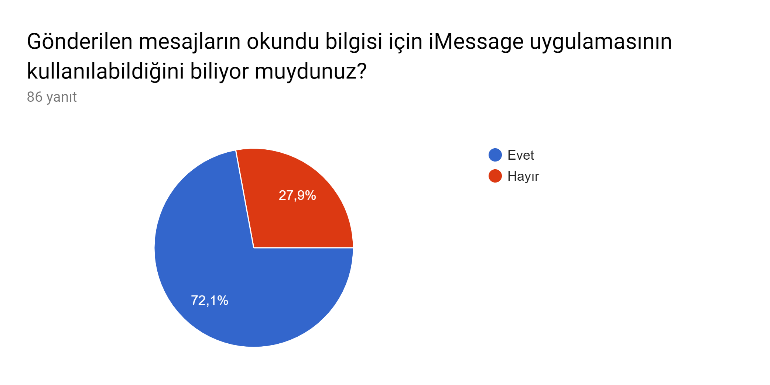 Gönderilen mesajların okundu bilgisi için iMessage uygulamasının
kullanılabildiğini biliyor muydunuz?
86 yanıt
Evet
Hayır
27,9%
72,1%